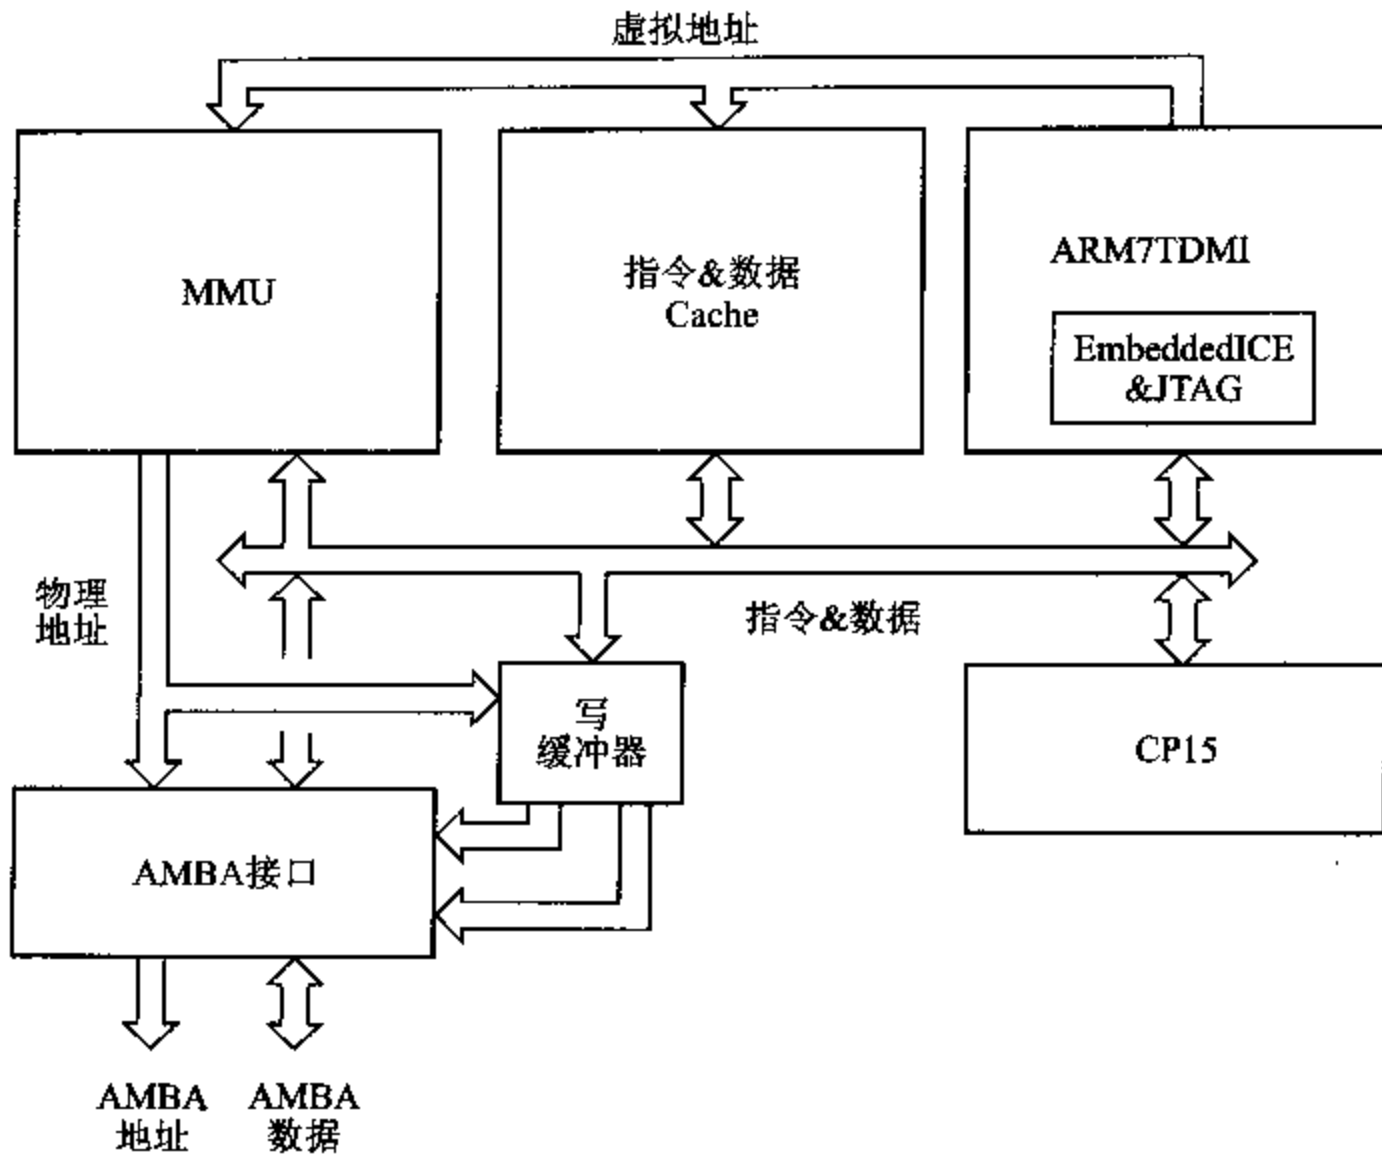 虚拟地址
MMU
指令&数据
Cache
ARM7TDMI
EmbeddedICE
&JTAG
物理
地址
指令&数据
写
缓冲器
CP15
AMBA接口
AMBA
地址
AMBA
数据